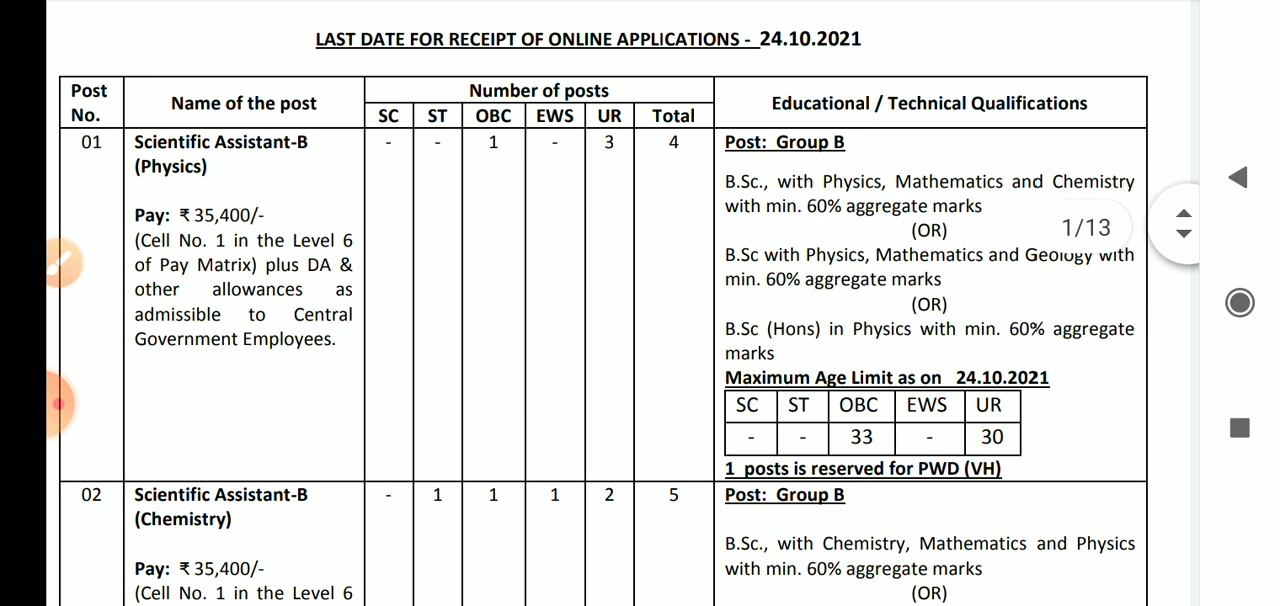 LAST DATE FOR RECEIPT OF ONLINE APPLICATIONS - 24.10.2021
Post No.
Name of the post
Number of posts
Educational / Technical Qualifications
SC ST OBC EWS UR Total
01
Scientific Assistant-B
(Physics)
- - 1 - 3 4
Pay: ₹ 35,400/-
(Cell No. 1 in the Level 6
of Pay Matrix) plus DA &
other allowances as
admissible to Central
Government Employees.
Post: Group B
B.Sc., with Physics, Mathematics and Chemistry
with min. 60% aggregate marks
(OR)
1/13
B.Sc with Physics, Mathematics and Geology with
min. 60% aggregate marks
(OR)
B.Sc (Hons) in Physics with min. 60% aggregate
marks
Maximum Age Limit as on 24.10.2021
SC ST OBC EWS UR
- - 33 - 30
1 posts is reserved for PWD (VH)
02
Scientific Assistant-B
(Chemistry)
- 1 1 1 2 5
Pay: ₹ 35,400/-
(Cell No. 1 in the Level 6
Post: Group B
B.Sc., with Chemistry, Mathematics and Physics
with min. 60% aggregate marks
(OR)